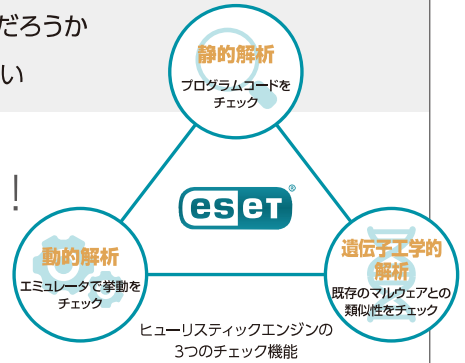 だろうか
い
!
静的解析
プログラムコードを
チェック
eseT
®
動的解析
エミュレータで挙動を
チェック
遺伝子工学的
解析
既存のマルウェアとの
類似性をチェック
ヒューリスティックエンジンの
3つのチェック機能